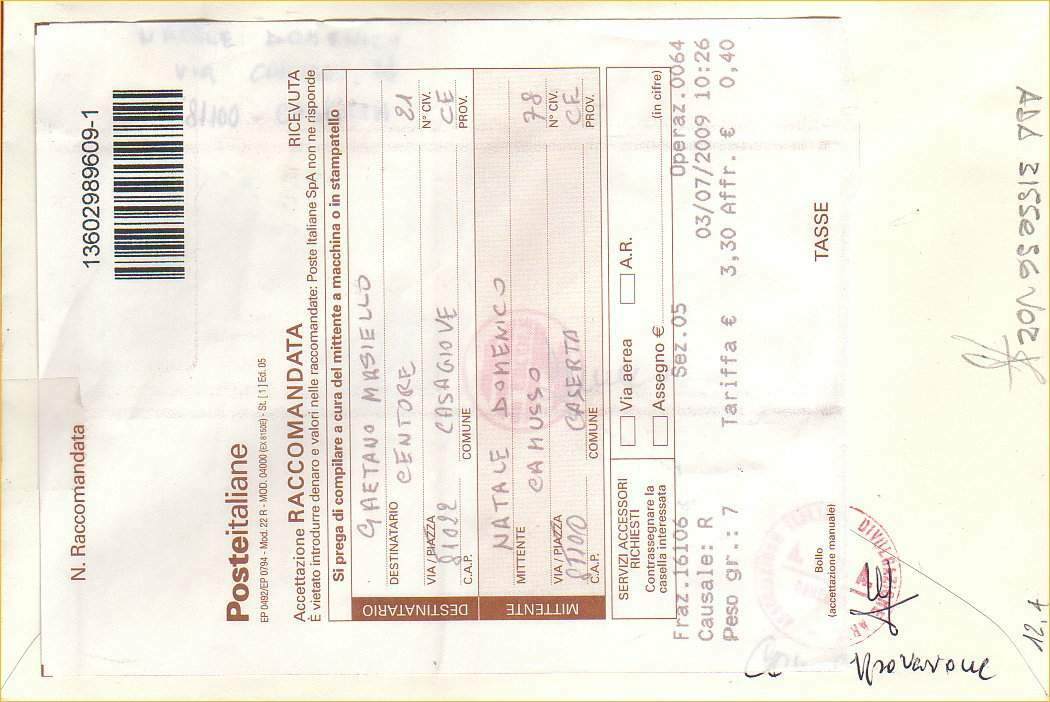 N. Raccomandata
13602989609-1
Posteitaliane
EP 0492/EP 0794 - Mod. 22 R - MOD. 04000 (EX 8150E) - St. [1] Ed. 05
Accettazione RACCOMANDATA
RICEVUTA
È vietato introdurre denaro e valori nelle raccomandate: Poste Italiane SpA non ne risponde
Si prega di compilare a cura del mittente a macchina o in stampatello
DESTINATARIO
GAETANO MASIELLO
DESTINATARIO
CENTORE 21
VIA / PIAZZA N° CIV.
81022 CASAGIOVE CE
C.A.P. COMUNE PROV.
MITTENTE
NATALE DOMENICO
MITTENTE
CAMUSSO 78
VIA / PIAZZA N° CIV.
CASERTA CE
C.A.P. COMUNE PROV.
SERVIZI ACCESSORI
RICHIESTI
Contrassegnare la
casella interessata
Via aerea A.R.
Assegno € (in cifre)
Fraz.16106 Sez.05 Operaz.0064
Causale: R 03/07/2009 10:26
Peso gr.: 7 Tariffa € 3,30 Affr. € 0,40
TASSE
Bollo
(accettazione manuale)
12.4